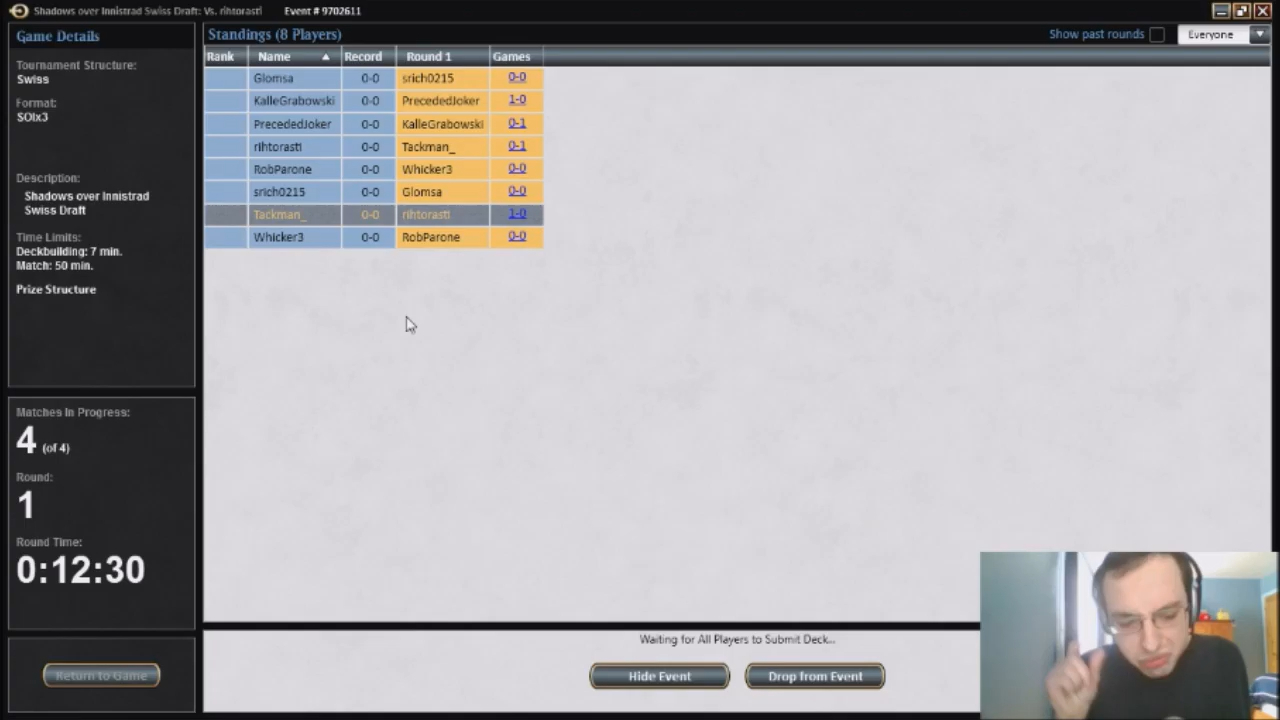 Shadows over Innistrad Swiss Draft: Vs. rihtorasti Event # 9702611
Game Details
Tournament Structure:
Swiss
Format:
SOIx3
Description:
Shadows over Innistrad
Swiss Draft
Time Limits:
Deckbuilding: 7 min.
Match: 50 min.
Prize Structure
Matches In Progress:
4 (of 4)
Round:
1
Round Time:
0:12:30
Return to Game
Standings (8 Players) Show past rounds Everyone
Rank Name Record Round 1 Games
Glomsa 0-0 srich0215 0-0
KalleGrabowski 0-0 PrecededJoker 1-0
PrecededJoker 0-0 KalleGrabowski 0-1
rihtorasti 0-0 Tackman_ 0-1
RobParone 0-0 Whicker3 0-0
srich0215 0-0 Glomsa 0-0
Tackman_ 0-0 rihtorasti 1-0
Whicker3 0-0 RobParone 0-0
Waiting for All Players to Submit Deck...
Hide Event Drop from Event